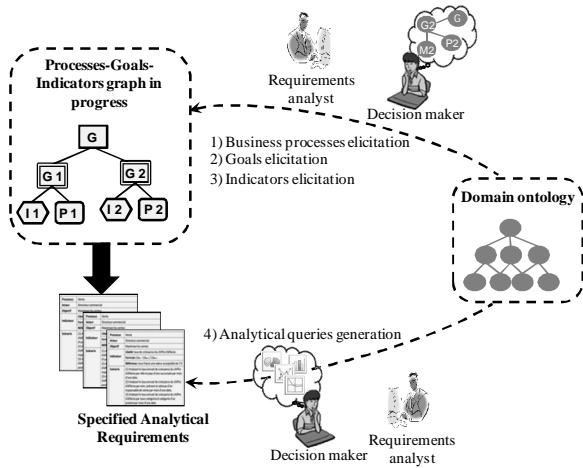 Processes-Goals-
Indicators graph in
progress
G
G 1
G 2
I 1
P 1
I 2
P 2
Requirements
analyst
G2
G
M2
P2
Decision maker
1) Business processes elicitation
2) Goals elicitation
3) Indicators elicitation
Domain ontology
4) Analytical queries generation
Specified Analytical
Requirements
Decision maker
Requirements
analyst